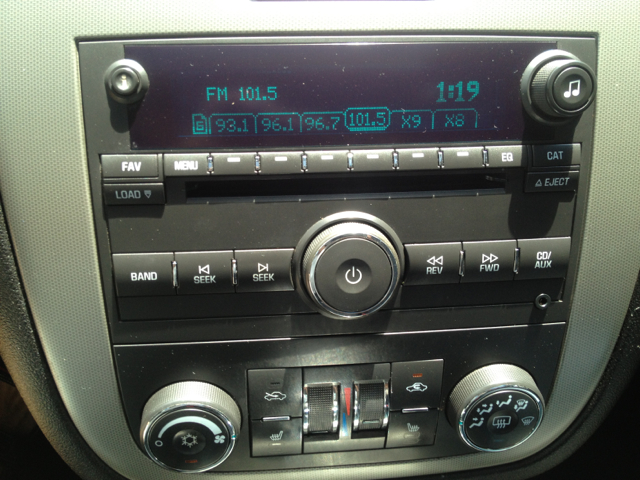 FM 101.5 1:19
6 93.1 96.1 96.7 101.5 X9 X8
FAV MENU EQ CAT
LOAD EJECT
BAND SEEK SEEK REV FWD CD/
AUX